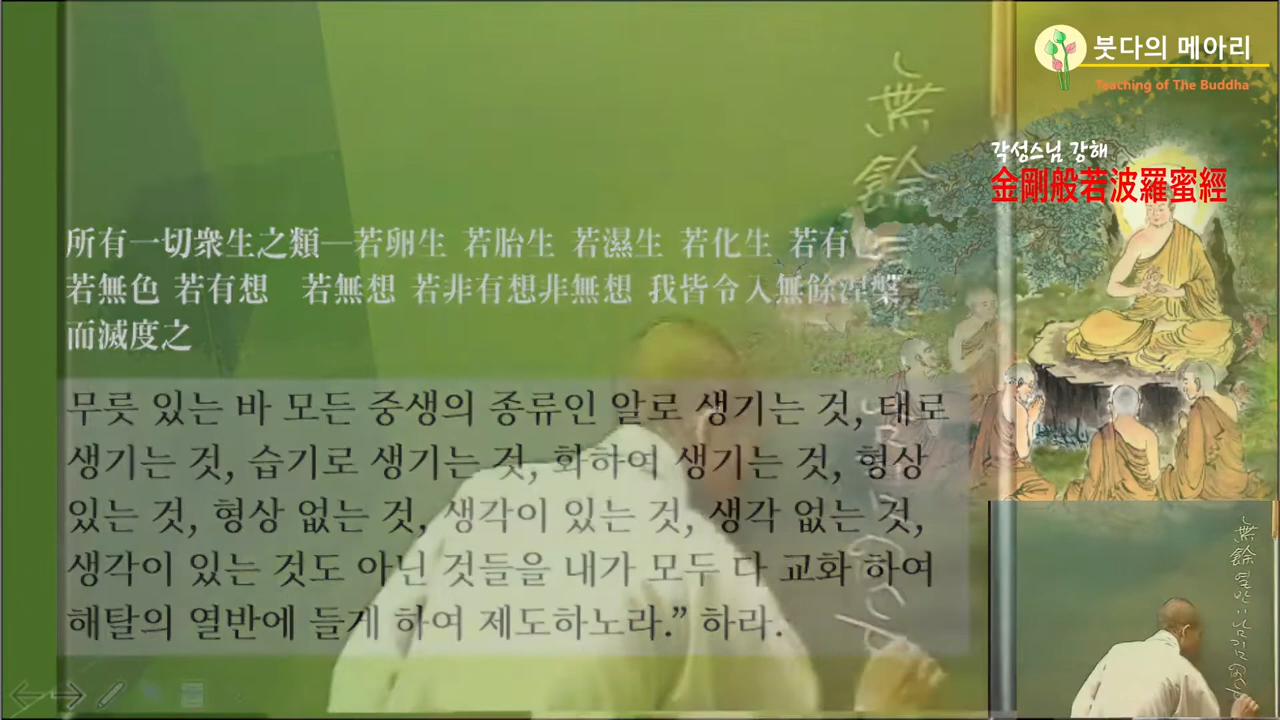 붓다의 메아리
Teaching of The Buddha
각성스님 강해
金剛般若波羅蜜經
無餘
所有一切衆生之類─若卵生 若胎生 若濕生 若化生 若有色
若無色 若有想 若無想 若非有想非無想 我皆令入無餘涅槃
而滅度之
무릇 있는 바 모든 중생의 종류인 알로 생기는 것, 태로
생기는 것, 습기로 생기는 것, 화하여 생기는 것, 형상
있는 것, 형상 없는 것, 생각이 있는 것, 생각 없는 것,
생각이 있는 것도 아닌 것들을 내가 모두 다 교화 하여
해탈의 열반에 들게 하여 제도하노라.” 하라.
無餘열반